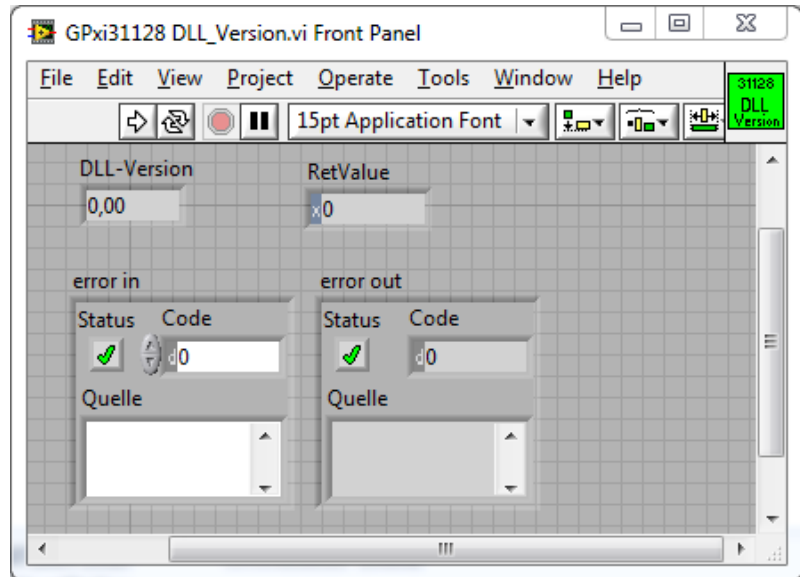 GPxi31128 DLL_Version.vi Front Panel
File Edit View Project Operate Tools Window Help
31128
DLL
Version
15pt Application Font
DLL-Version
RetValue
0,00
x0
error in
error out
Status Code
Status Code
d0
d0
Quelle
Quelle